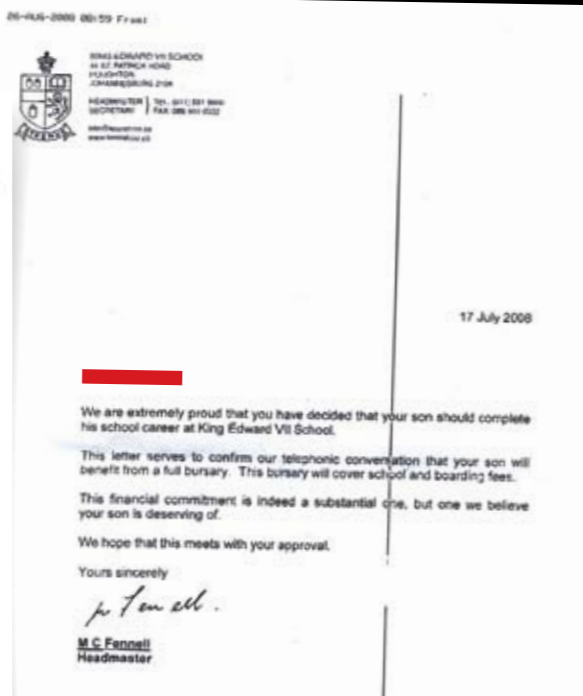 26-AUG-2008 08:59 From:
KING EDWARD VII SCHOOL
44 ST PATRICK ROAD
HOUGHTON
JOHANNESBURG 2198
HEADMASTER
SECRETARY
STRENUE
17 July 2008
We are extremely proud that you have decided that your son should complete
his school career at King Edward VII School.
This letter serves to confirm our telephonic conversation that your son will
benefit from a full bursary. This bursary will cover school and boarding fees.
This financial commitment is indeed a substantial one, but one we believe
your son is deserving of.
We hope that this meets with your approval.
Yours sincerely
M C Fennell
Headmaster